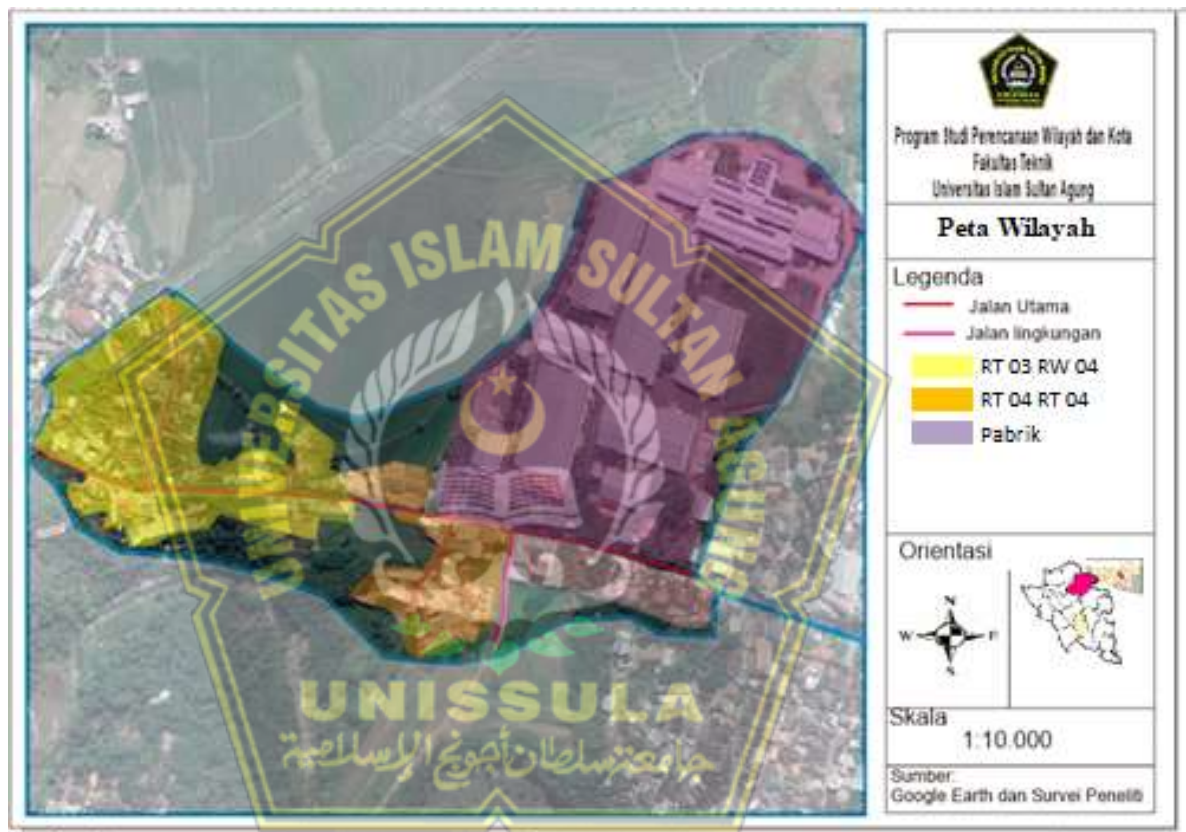 Program Studi Perencanaan Wilayah dan Kota
Fakultas Teknik
Universitas Islam Sultan Agung
Peta Wilayah
Legenda
Jalan Utama
Jalan lingkungan
RT 03 RW 04
RT 04 RT 04
Pabrik
Orientasi
N
W E
S
Skala
1:10.000
Sumber:
Google Earth dan Survei Peneliti
UNIVERSITAS ISLAM SULTAN AGUNG
UNISSULA
جامعة سلطان أجونج الإسلامية